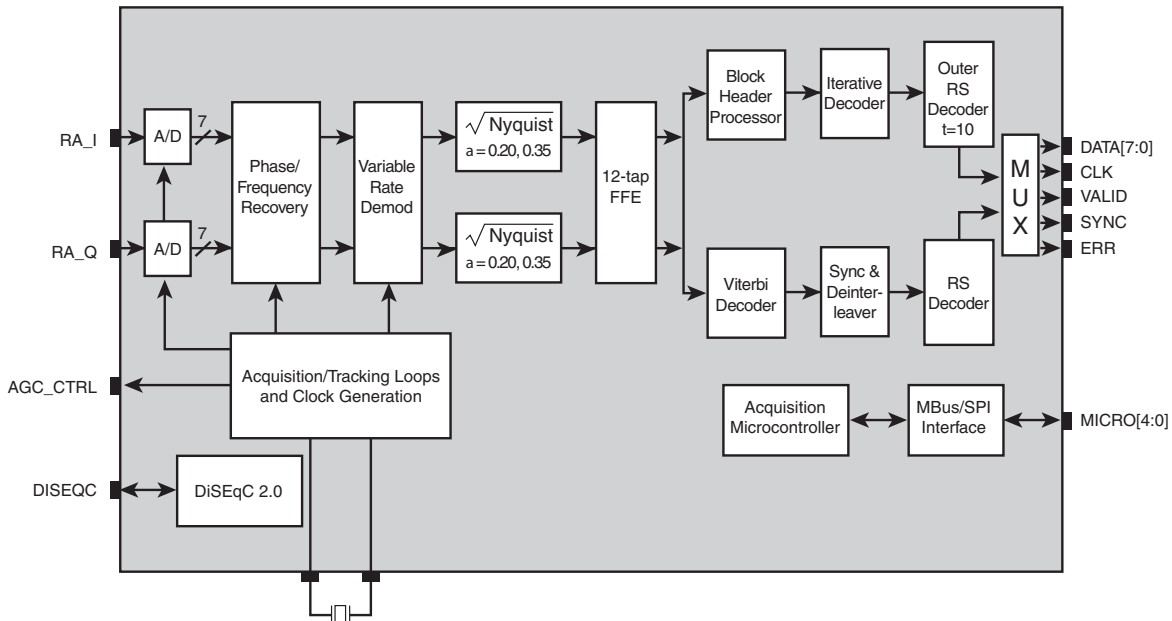 RA_I
A/D
7
Phase/
Frequency
Recovery
Variable
Rate
Demod
√Nyquist
a = 0.20, 0.35
12-tap
FFE
Block
Header
Processor
Iterative
Decoder
Outer
RS
Decoder
t=10
M
U
X
DATA[7:0]
CLK
VALID
SYNC
ERR
RA_Q
A/D
7
√Nyquist
a = 0.20, 0.35
Viterbi
Decoder
Sync &
Deinter-
leaver
RS
Decoder
AGC_CTRL
Acquisition/Tracking Loops
and Clock Generation
Acquisition
Microcontroller
MBus/SPI
Interface
MICRO[4:0]
DISEQC
DiSEqC 2.0